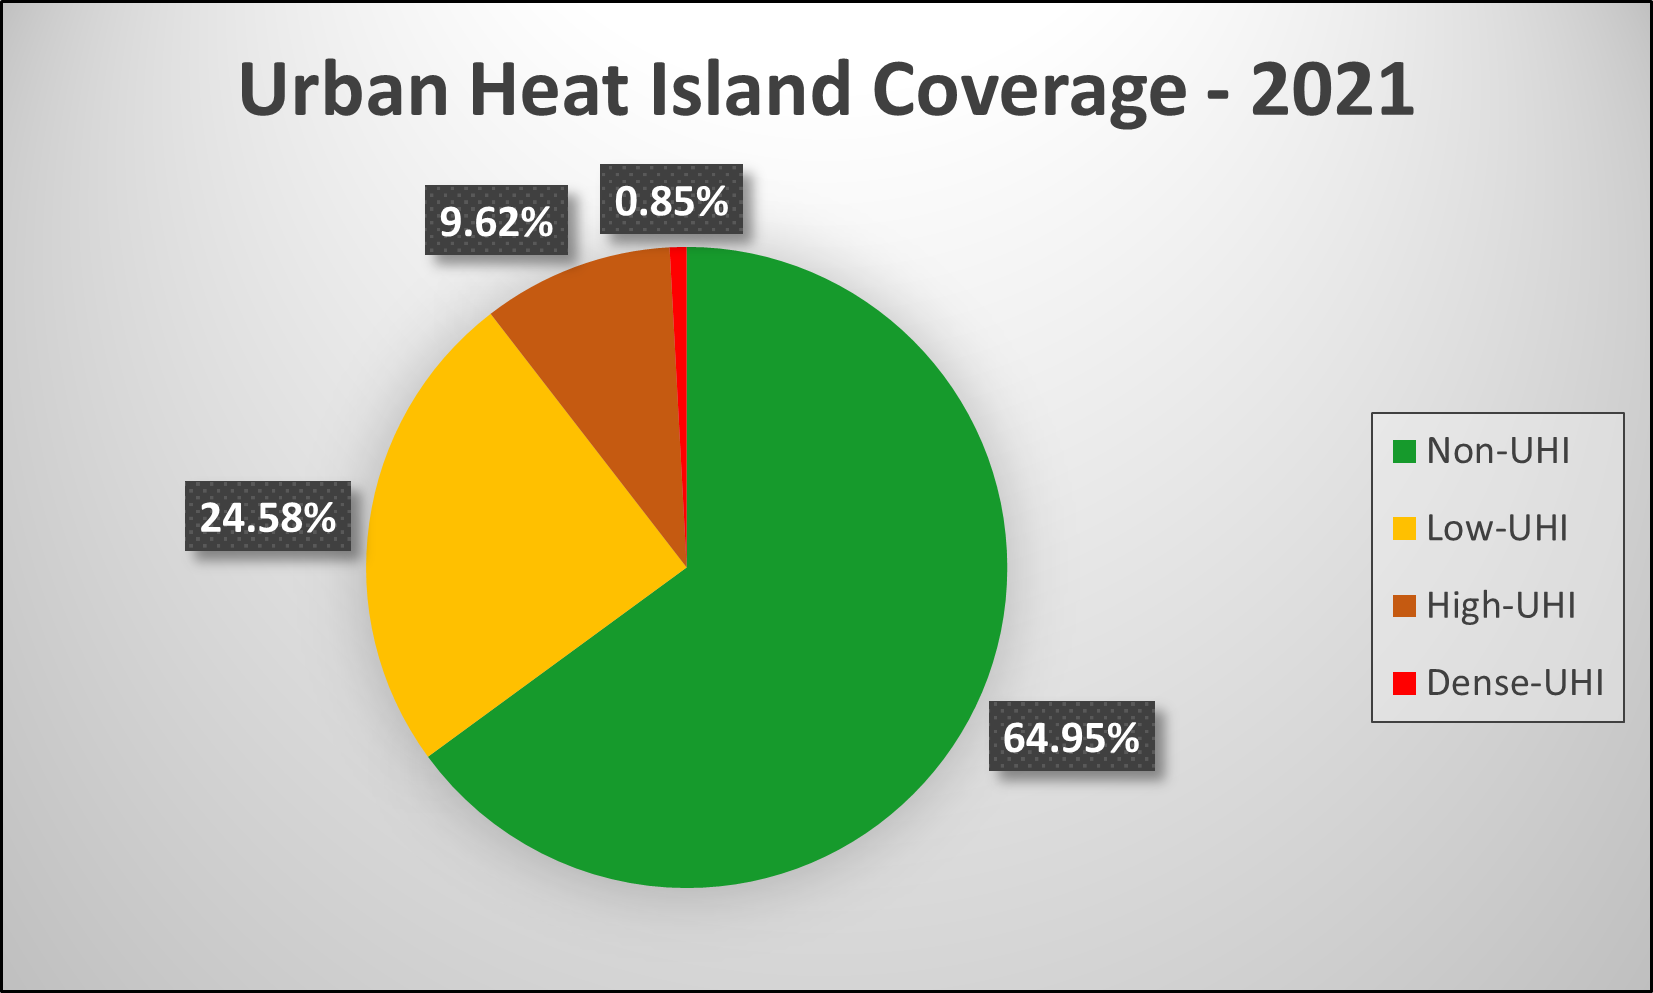 Urban Heat Island Coverage - 2021
0.85%
9.62%
24.58%
64.95%
Non-UHI
Low-UHI
High-UHI
Dense-UHI